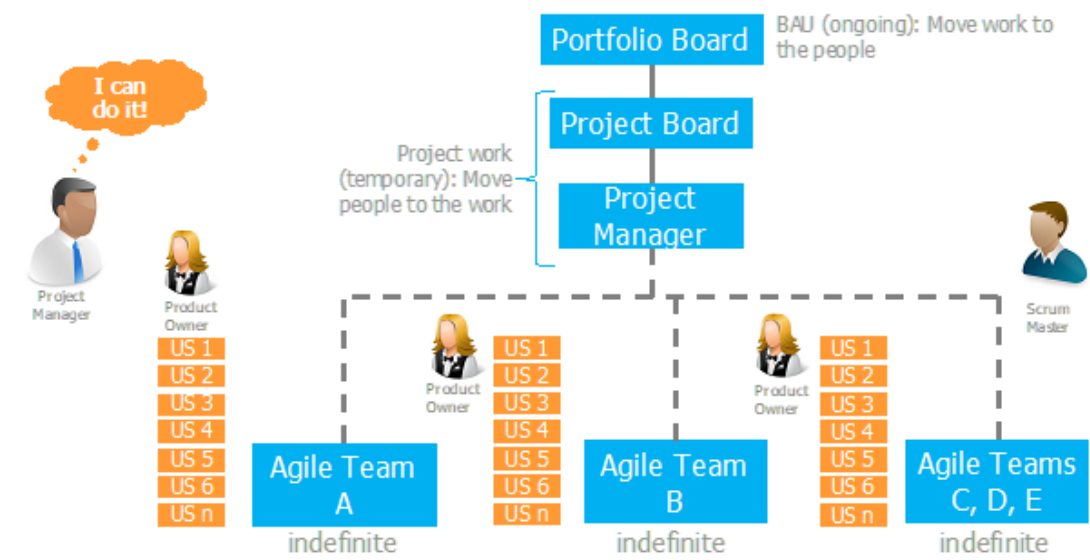 Portfolio Board
BAU (ongoing): Move work to
the people
I can
do it!
Project Board
Project work
(temporary): Move
people to the work
Project
Manager
Project
Manager
Product
Owner
Scrum
Master
US 1
US 2
US 3
US 4
US 5
US 6
US n
Agile Team
A
indefinite
Product
Owner
US 1
US 2
US 3
US 4
US 5
US 6
US n
Agile Team
B
indefinite
Product
Owner
US 1
US 2
US 3
US 4
US 5
US 6
US n
Agile Teams
C, D, E
indefinite